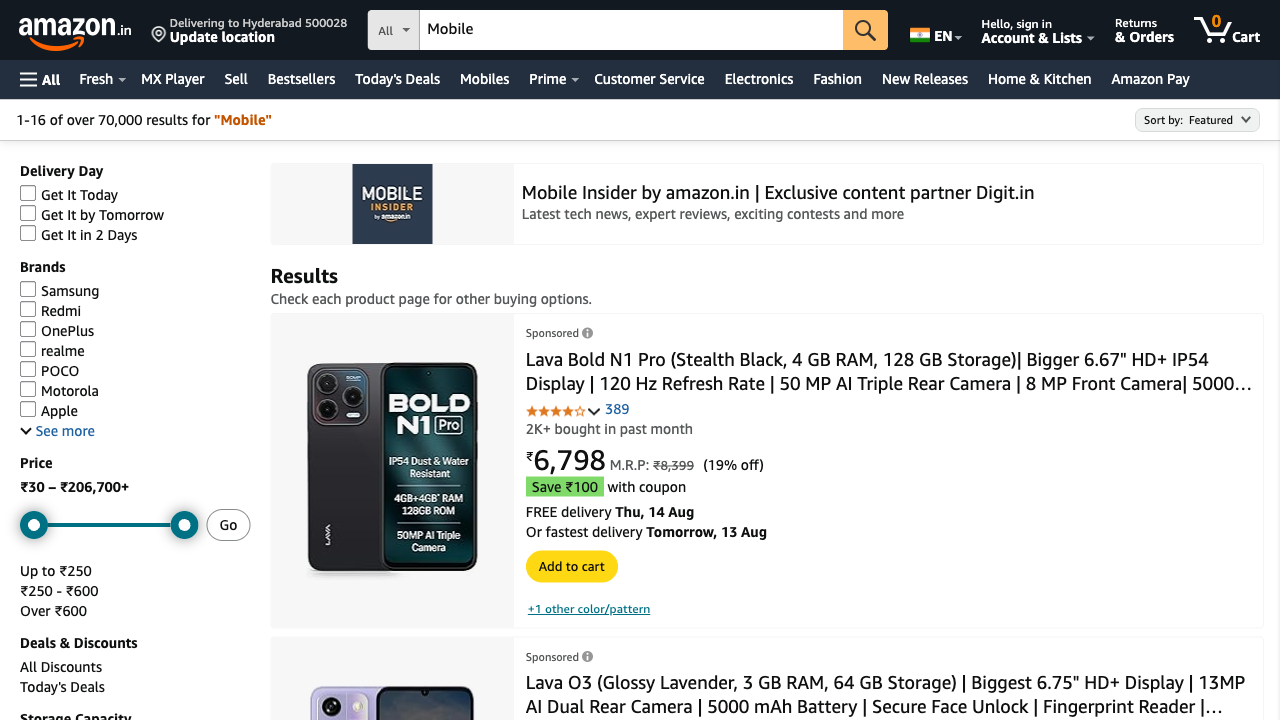 amazon.in
Delivering to Hyderabad 500028
Update location
All
Mobile
EN
Hello, sign in
Account & Lists
Returns
& Orders
0
Cart
All
Fresh
MX Player
Sell
Bestsellers
Today's Deals
Mobiles
Prime
Customer Service
Electronics
Fashion
New Releases
Home & Kitchen
Amazon Pay
1-16 of over 70,000 results for "Mobile"
Sort by: Featured
Delivery Day
Get It Today
Get It by Tomorrow
Get It in 2 Days
Brands
Samsung
Redmi
OnePlus
realme
POCO
Motorola
Apple
See more
Price
₹30 – ₹206,700+
Go
Up to ₹250
₹250 - ₹600
Over ₹600
Deals & Discounts
All Discounts
Today's Deals
Storage Capacity
MOBILE
INSIDER
by amazon.in
Mobile Insider by amazon.in | Exclusive content partner Digit.in
Latest tech news, expert reviews, exciting contests and more
Results
Check each product page for other buying options.
BOLD
N1 Pro
IP54 Dust & Water
Resistant
4GB+4GB* RAM
128GB ROM
50MP AI Triple
Camera
LAVA
Sponsored
Lava Bold N1 Pro (Stealth Black, 4 GB RAM, 128 GB Storage)| Bigger 6.67" HD+ IP54
Display | 120 Hz Refresh Rate | 50 MP AI Triple Rear Camera | 8 MP Front Camera| 5000…
389
2K+ bought in past month
₹6,798 M.R.P: ₹8,399 (19% off)
Save ₹100 with coupon
FREE delivery Thu, 14 Aug
Or fastest delivery Tomorrow, 13 Aug
Add to cart
+1 other color/pattern
Sponsored
Lava O3 (Glossy Lavender, 3 GB RAM, 64 GB Storage) | Biggest 6.75" HD+ Display | 13MP
AI Dual Rear Camera | 5000 mAh Battery | Secure Face Unlock | Fingerprint Reader |…